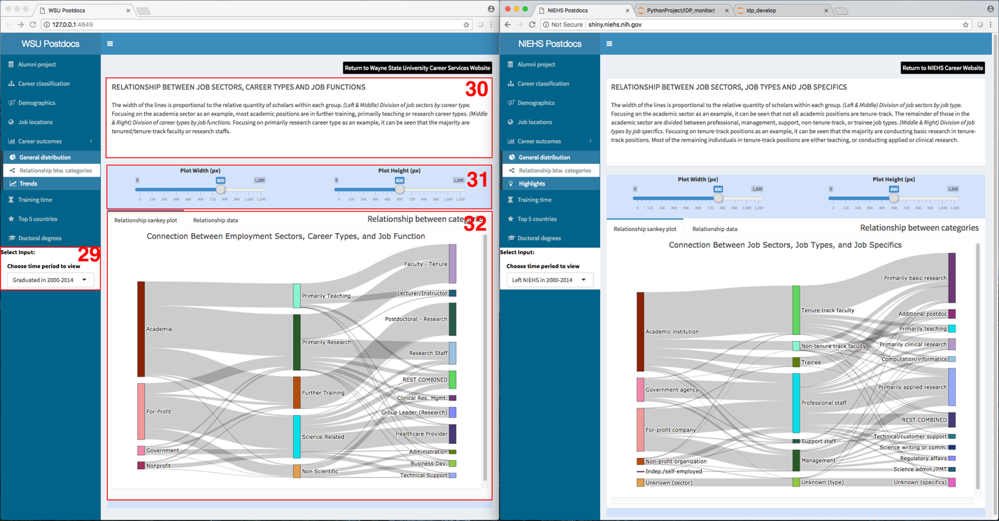 WSU Postdocs
127.0.0.1:4649
WSU Postdocs
Alumni project
Career classification
Demographics
Job locations
Career outcomes
General distribution
Relationship btw. categories
Trends
Training time
Top 5 countries
Doctoral degrees
Select Input:
29
Choose time period to view
Graduated in 2000-2014
Return to Wayne State University Career Services Website
RELATIONSHIP BETWEEN JOB SECTORS, CAREER TYPES AND JOB FUNCTIONS
30
The width of the lines is proportional to the relative quantity of scholars within each group. (Left & Middle) Division of job sectors by career type.
Focusing on the academia sector as an example, most academic positions are in further training, primarily teaching or research career types. (Middle
& Right) Division of career types by job functions. Focusing on primarily research career type as an example, it can be seen that the majority are
tenured/tenure-track faculty or research staffs.
Plot Width (px)
0 800 1,200
0 120 240 360 480 600 720 840 960 1,080 1,200
Plot Height (px)
0 600 1,200
31
0 120 240 360 480 600 720 840 960 1,080 1,200
Relationship sankey plot
Relationship data
Relationship between categories
32
Connection Between Employment Sectors, Career Types, and Job Function
Academia
For-Profit
Government
Nonprofit
Primarily Teaching
Primarily Research
Further Training
Science-Related
Non Scientific
Faculty - Tenure
Lecturer/Instructor
Postdoctoral - Research
Research Staff
REST COMBINED
Clinical Res. Mgmt.
Group Leader (Research)
Healthcare Provider
Administration
Business Dev.
Technical Support
NIEHS Postdocs
PythonProject/IDP_monitor/
idp_develop
Not Secure
shiny.niehs.nih.gov
NIEHS Postdocs
Alumni project
Career classification
Demographics
Job locations
Career outcomes
General distribution
Relationship btw. categories
Highlights
Training time
Top 5 countries
Doctoral degrees
Select Input:
Choose time period to view
Left NIEHS in 2000-2014
Return to NIEHS Career Website
RELATIONSHIP BETWEEN JOB SECTORS, JOB TYPES AND JOB SPECIFICS
The width of the lines is proportional to the relative quantity of scholars within each group. (Left & Middle) Division of job sectors by job type.
Focusing on the academic sector as an example, it can be seen that not all academic positions are tenure-track. The remainder of those in the
academic sector are divided between professional, management, support, non-tenure-track, or trainee job types. (Middle & Right) Division of job
types by job specifics. Focusing on tenure-track positions as an example, it can be seen that the majority are conducting basic research in tenure-
track positions. Most of the remaining individuals in tenure-track positions are either teaching, or conducting applied or clinical research.
Plot Width (px)
0 800 1,200
0 120 240 360 480 600 720 840 960 1,080 1,200
Plot Height (px)
0 600 1,200
0 120 240 360 480 600 720 840 960 1,080 1,200
Relationship sankey plot
Relationship data
Relationship between categories
Connection Between Job Sectors, Job Types, and Job Specifics
Academic institution
Government agency
For-profit company
Non-profit organization
Indep./self-employed
Unknown (sector)
Tenure track faculty
Non-tenure track faculty
Trainee
Professional staff
Support staff
Management
Unknown (type)
Primarily basic research
Additional postdoc
Primarily teaching
Primarily clinical research
Computation/informatics
Primarily applied research
REST COMBINED
Technical/customer support
Science writing or comm.
Regulatory affairs
Science admin./PMT
Unknown (specifics)